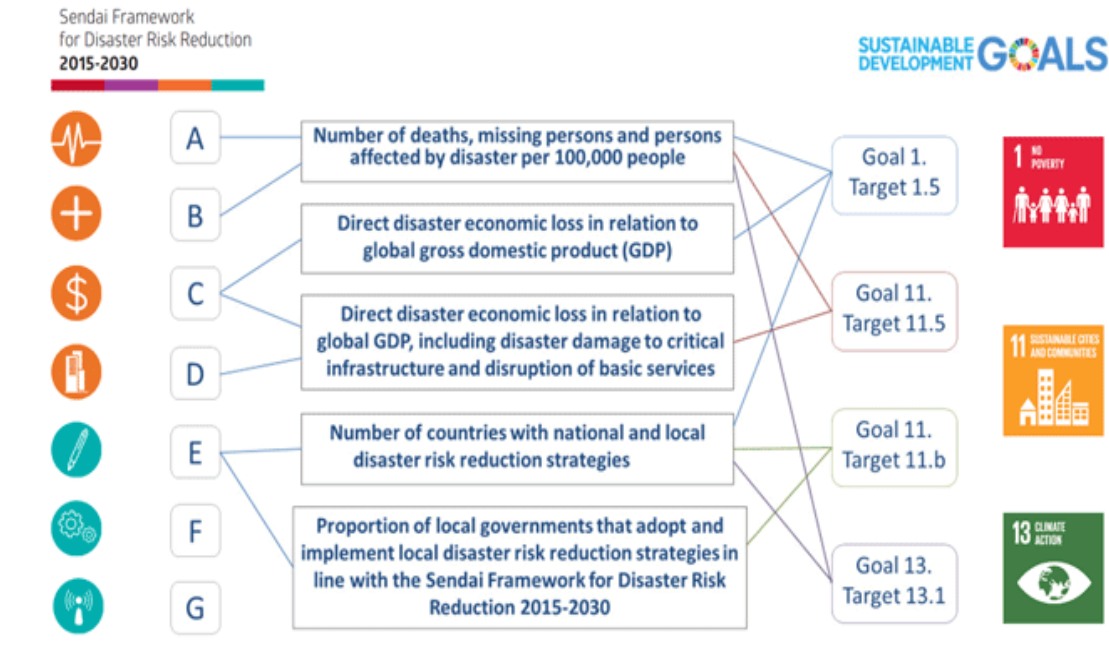 Sendai Framework
for Disaster Risk Reduction
2015-2030
SUSTAINABLE
DEVELOPMENT GOALS
A
B
C
D
E
F
G
Number of deaths, missing persons and persons
affected by disaster per 100,000 people
Direct disaster economic loss in relation to
global gross domestic product (GDP)
Direct disaster economic loss in relation to
global GDP, including disaster damage to critical
infrastructure and disruption of basic services
Number of countries with national and local
disaster risk reduction strategies
Proportion of local governments that adopt and
implement local disaster risk reduction strategies in
line with the Sendai Framework for Disaster Risk
Reduction 2015-2030
Goal 1.
Target 1.5
Goal 11.
Target 11.5
Goal 11.
Target 11.b
Goal 13.
Target 13.1
1 NO
POVERTY
11 SUSTAINABLE CITIES
AND COMMUNITIES
13 CLIMATE
ACTION
$